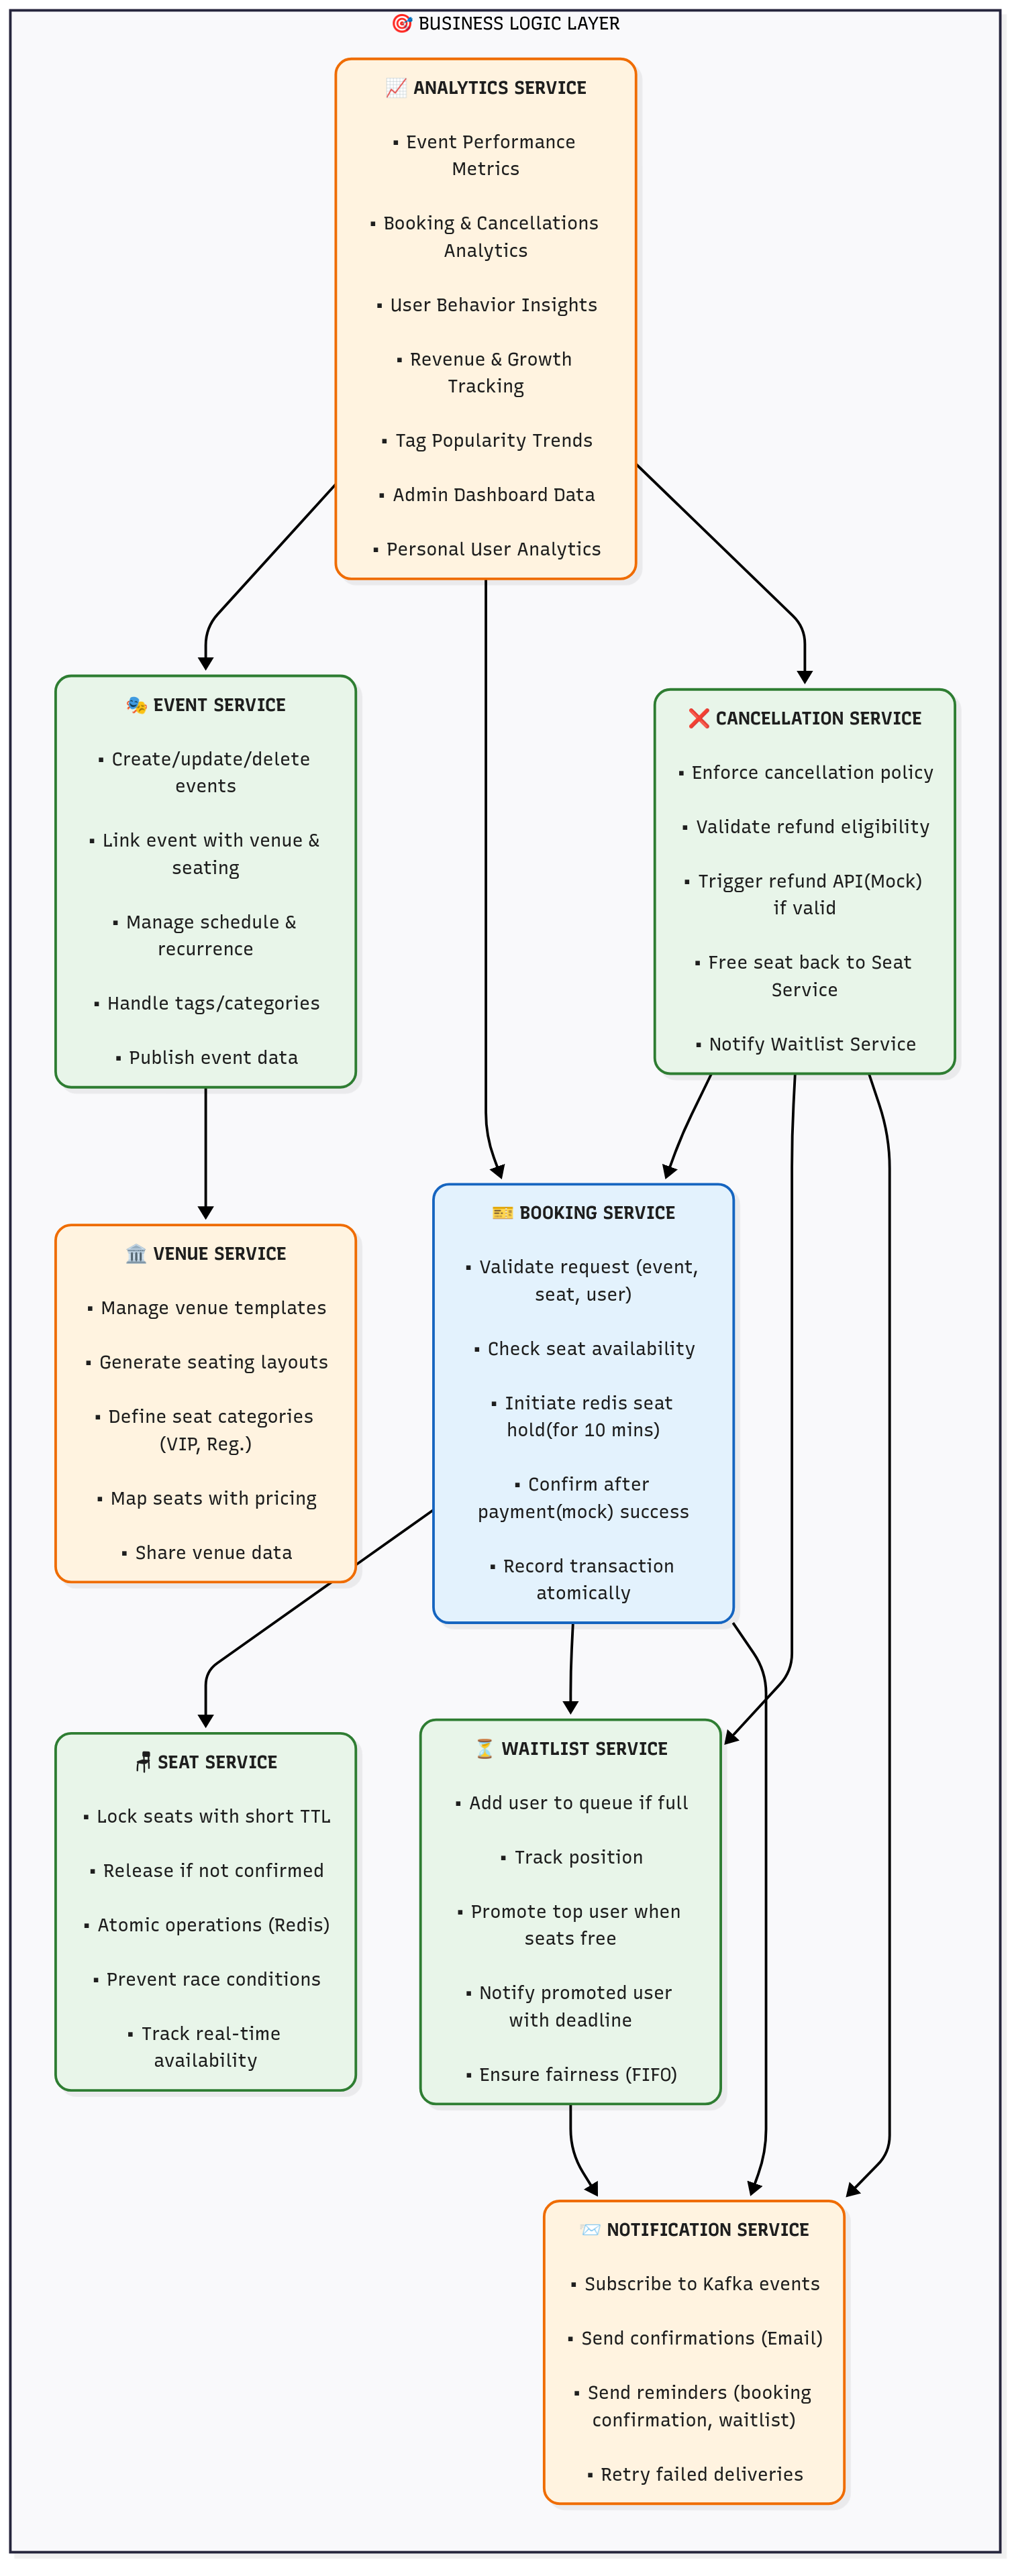 🎯 BUSINESS LOGIC LAYER
📈 ANALYTICS SERVICE
▪ Event Performance
Metrics
▪ Booking & Cancellations
Analytics
▪ User Behavior Insights
▪ Revenue & Growth
Tracking
▪ Tag Popularity Trends
▪ Admin Dashboard Data
▪ Personal User Analytics
🎭 EVENT SERVICE
▪ Create/update/delete
events
▪ Link event with venue &
seating
▪ Manage schedule &
recurrence
▪ Handle tags/categories
▪ Publish event data
❌ CANCELLATION SERVICE
▪ Enforce cancellation policy
▪ Validate refund eligibility
▪ Trigger refund API(Mock)
if valid
▪ Free seat back to Seat
Service
▪ Notify Waitlist Service
🏛️ VENUE SERVICE
▪ Manage venue templates
▪ Generate seating layouts
▪ Define seat categories
(VIP, Reg.)
▪ Map seats with pricing
▪ Share venue data
🎫 BOOKING SERVICE
▪ Validate request (event,
seat, user)
▪ Check seat availability
▪ Initiate redis seat
hold(for 10 mins)
▪ Confirm after
payment(mock) success
▪ Record transaction
atomically
🪑 SEAT SERVICE
▪ Lock seats with short TTL
▪ Release if not confirmed
▪ Atomic operations (Redis)
▪ Prevent race conditions
▪ Track real-time
availability
⏳ WAITLIST SERVICE
▪ Add user to queue if full
▪ Track position
▪ Promote top user when
seats free
▪ Notify promoted user
with deadline
▪ Ensure fairness (FIFO)
📨 NOTIFICATION SERVICE
▪ Subscribe to Kafka events
▪ Send confirmations (Email)
▪ Send reminders (booking
confirmation, waitlist)
▪ Retry failed deliveries